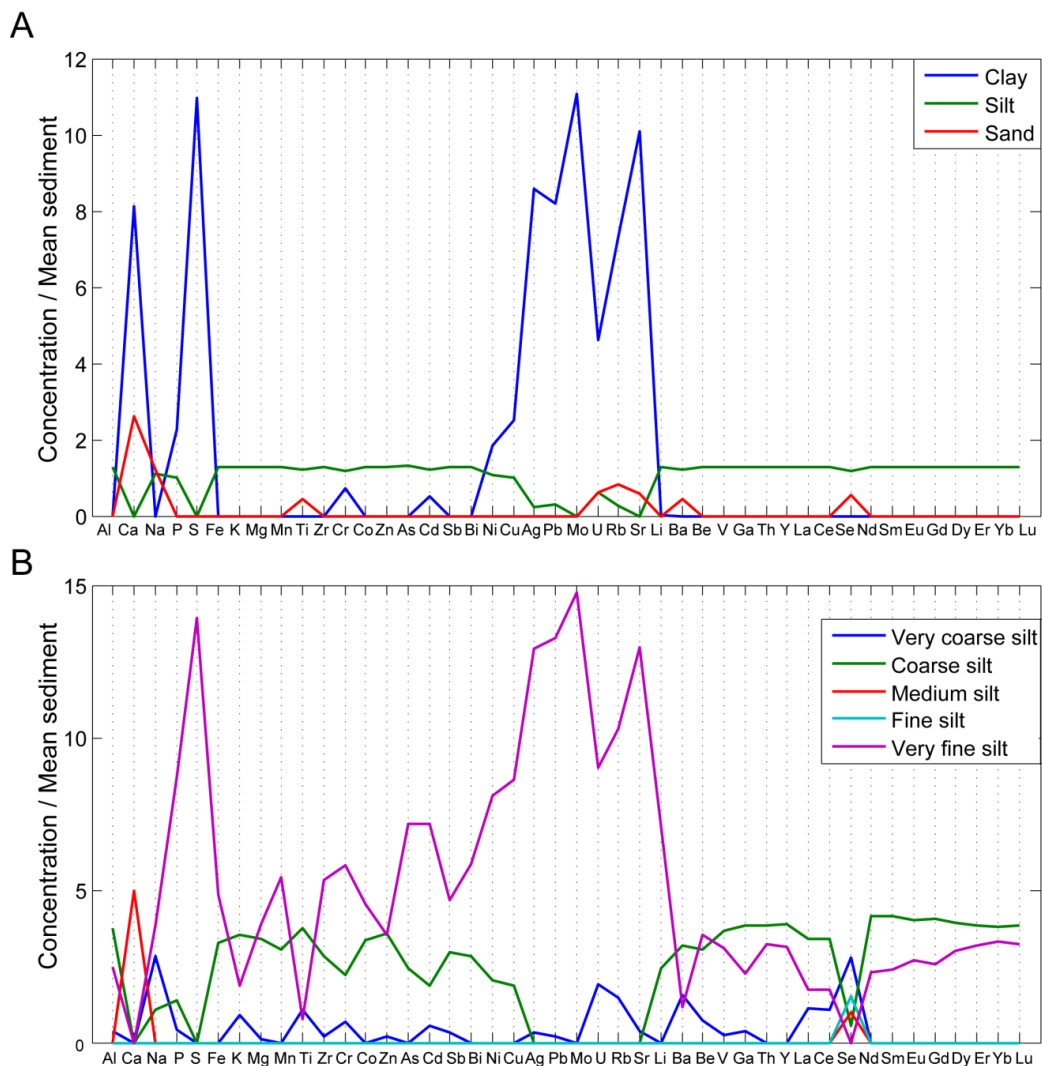 A
Concentration / Mean sediment
12
10
8
6
4
2
0
Clay
Silt
Sand
Al Ca Na P S Fe K Mg Mn Ti Zr Cr Co Zn As Cd Sb Bi Ni Cu Ag Pb Mo U Rb Sr Li Ba Be V Ga Th Y La Ce Se Nd Sm Eu Gd Dy Er Yb Lu
B
Concentration / Mean sediment
15
10
5
0
Very coarse silt
Coarse silt
Medium silt
Fine silt
Very fine silt
Al Ca Na P S Fe K Mg Mn Ti Zr Cr Co Zn As Cd Sb Bi Ni Cu Ag Pb Mo U Rb Sr Li Ba Be V Ga Th Y La Ce Se Nd Sm Eu Gd Dy Er Yb Lu